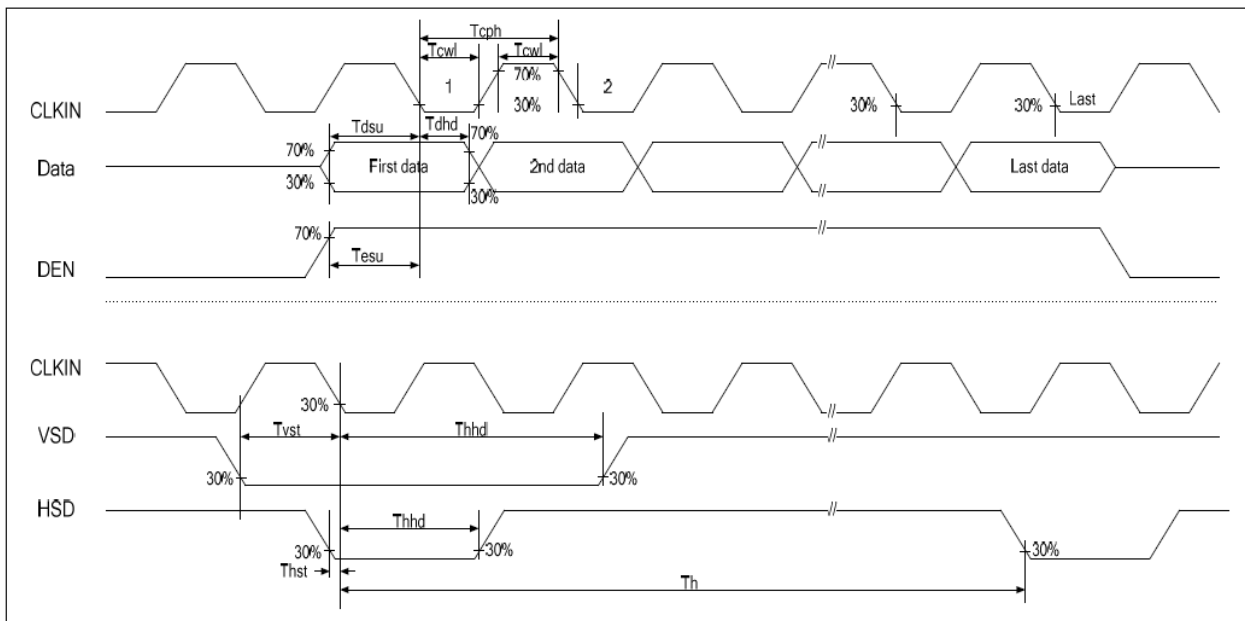 Tcph
Tcwl Tcwl
1 70% 2
30% 30% 30% Last
CLKIN
Tdsu Tdhd
70% 70%
Data First data 2nd data Last data
30% 30%
70%
Tesu
DEN
CLKIN
30%
VSD Tvst Thhd
30% 30%
HSD
Thhd
30% 30% 30%
Thst
Th